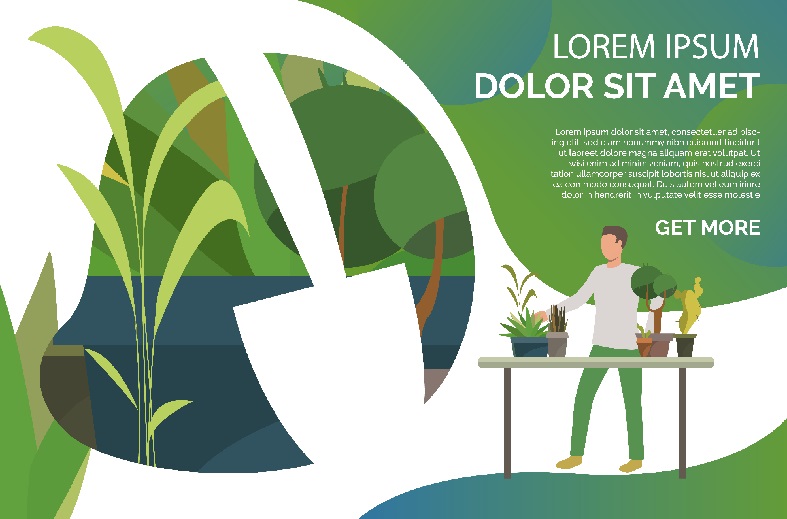 LOREM IPSUM
DOLOR SIT AMET
Lorem ipsum dolor sit amet, consectetuer ad pisc-
ing elit, sed diam nonummy nibh euismod tincidunt
ut laoreet dolore magna aliquam erat volutpat. Ut
wisi enim ad minim veniam, quis nostrud exerci
tation ullamcorper suscipit lobortis nisl ut aliquip ex
ea commodo consequat. Duis autem vel eum iriure
dolor in hendrerit in vulputate velit esse molestie
GET MORE